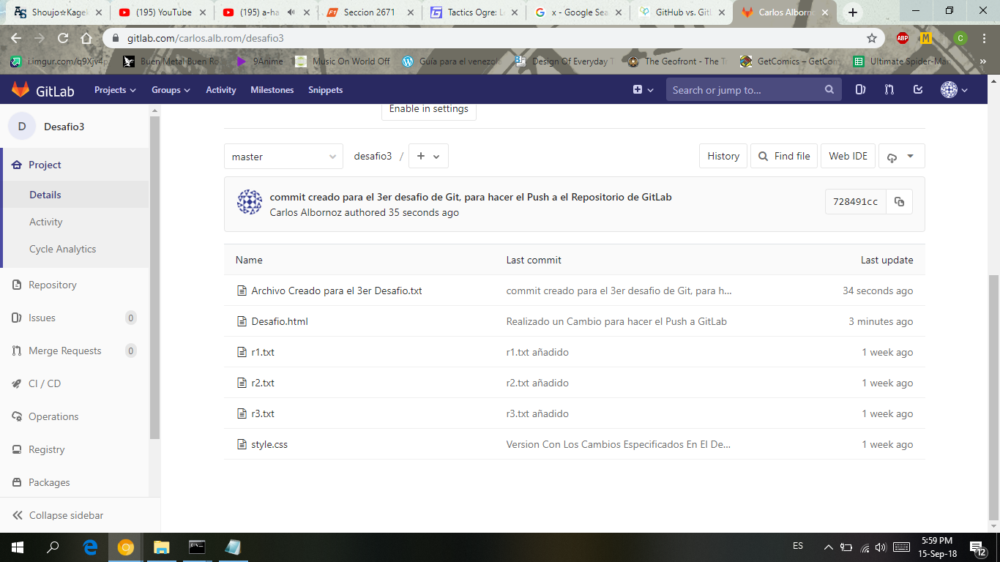 Shoujo☆Kagek
(195) YouTube
(195) a-ha
Seccion 2671
Tactics Ogre: L
x - Google Sea
GitHub vs. GitL
Carlos Alborno
gitlab.com/carlos.alb.rom/desafio3
ABP
M
C
i.imgur.com/q9Xjv4p
Buen Metal Buen Ro
9Anime
Music On World Off
Guía para el venezola
Design Of Everyday T
The Geofront - The T
GetComics – GetCom
Ultimate Spider-Man
»
GitLab
Projects
Groups
Activity
Milestones
Snippets
Search or jump to...
D
Desafio3
Enable in settings
Project
Details
Activity
Cycle Analytics
Repository
Issues 0
Merge Requests 0
CI / CD
Operations
Registry
Packages
Collapse sidebar
master
desafio3 /
+
History
Find file
Web IDE
commit creado para el 3er desafio de Git, para hacer el Push a el Repositorio de GitLab
Carlos Albornoz authored 35 seconds ago
728491cc
Name Last commit Last update
Archivo Creado para el 3er Desafio.txt commit creado para el 3er desafio de Git, para h... 34 seconds ago
Desafio.html Realizado un Cambio para hacer el Push a GitLab 3 minutes ago
r1.txt r1.txt añadido 1 week ago
r2.txt r2.txt añadido 1 week ago
r3.txt r3.txt añadido 1 week ago
style.css Version Con Los Cambios Especificados En El De... 1 week ago
ES
5:59 PM
15-Sep-18
12